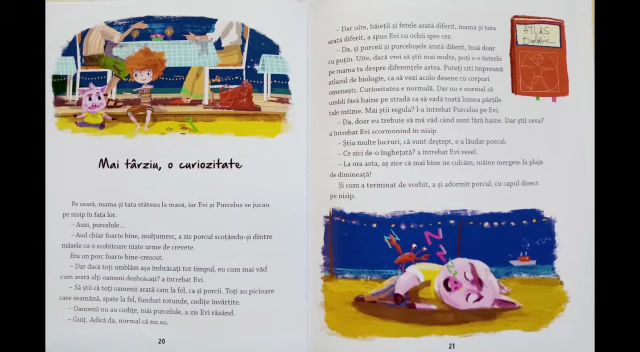 Mai târziu, o curiozitate
Pe seară, mama și tata stăteau la masă, iar Evi și Purceluș se jucau
pe nisip în fața lor.
– Auzi, purcelule...
– Aud chiar foarte bine, mulțumesc, a zis porcul scoțându-și dintre
măsele cu o scobitoare niște urme de crevete.
Era un porc foarte bine-crescut.
– Dar dacă toți umblăm așa îmbrăcați tot timpul, eu cum mai văd
cum arată alți oameni dezbrăcați? a întrebat Evi.
– Să știi că toți oamenii arată cam la fel, ca și porcii. Toți au picioare
care seamănă, spate la fel, funduri rotunde, codițe învârtite.
– Oamenii nu au codițe, măi purcelule, a zis Evi râzând.
– Guiț. Adică da, normal că nu au.
20
– Dar uite, băieții și fetele arată diferit, mama și tata
arată diferit, a spus Evi cu ochii spre cer.
– Da, și purceii și purcelușele arată diferit, însă doar
un puțin. Uite, dacă vrei să știi mai multe, poți s-o întrebi
pe mama ta despre diferențele astea. Puteți citi împreună
atlasul de biologie, ca să vezi acolo desene cu corpuri
omenești. Curiozitatea e normală. Dar nu e normal să
umbli fără haine pe stradă ca să vadă toată lumea părțile
tale intime. Mai știi regula? l-a întrebat Purceluș pe Evi.
– Da, doar eu trebuie să mă văd când sunt fără haine. Dar știi ceva?
a întrebat Evi scormonind în nisip.
– Știu multe lucruri, că sunt deștept, s-a lăudat porcul.
– Ce zici de-o înghețată? a întrebat Evi vesel.
– La ora asta, aș zice că mai bine ne culcăm, mâine mergem la plajă
de dimineață!
Și cum a terminat de vorbit, a și adormit porcul, cu capul direct
pe nisip.
ATLAS
21